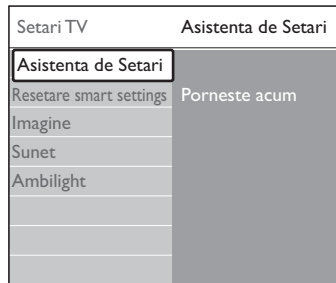 Setari TV
Asistenta de Setari
Asistenta de Setari
Resetare smart settings
Porneste acum
Imagine
Sunet
Ambilight